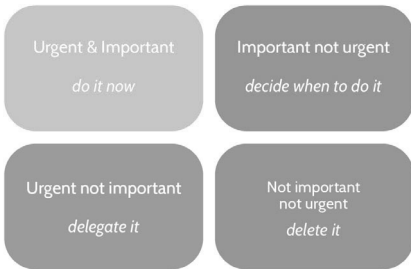 Urgent & Important
do it now
Important not urgent
decide when to do it
Urgent not important
delegate it
Not important
not urgent
delete it